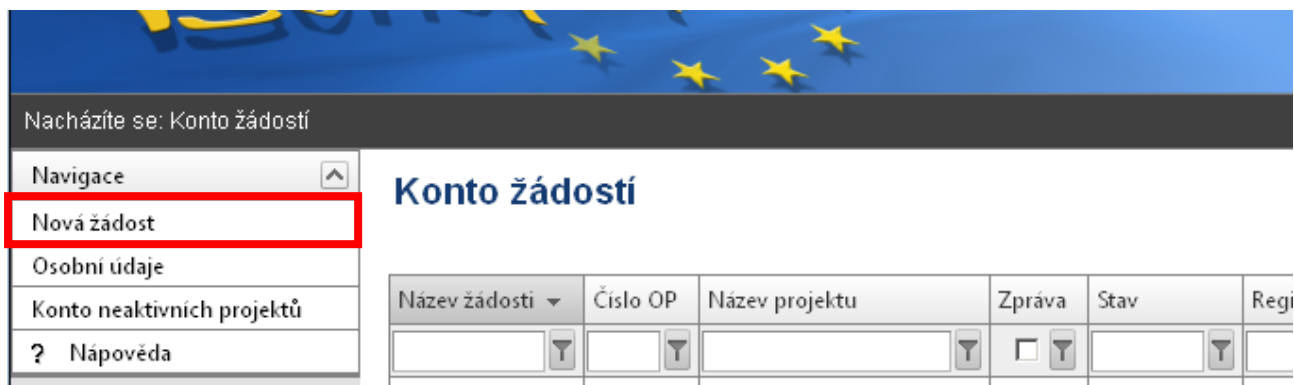 Nacházíte se: Konto žádostí
Navigace
Nová žádost
Osobní údaje
Konto neaktivních projektů
? Nápověda
Konto žádostí
Název žádosti Číslo OP Název projektu Zpráva Stav